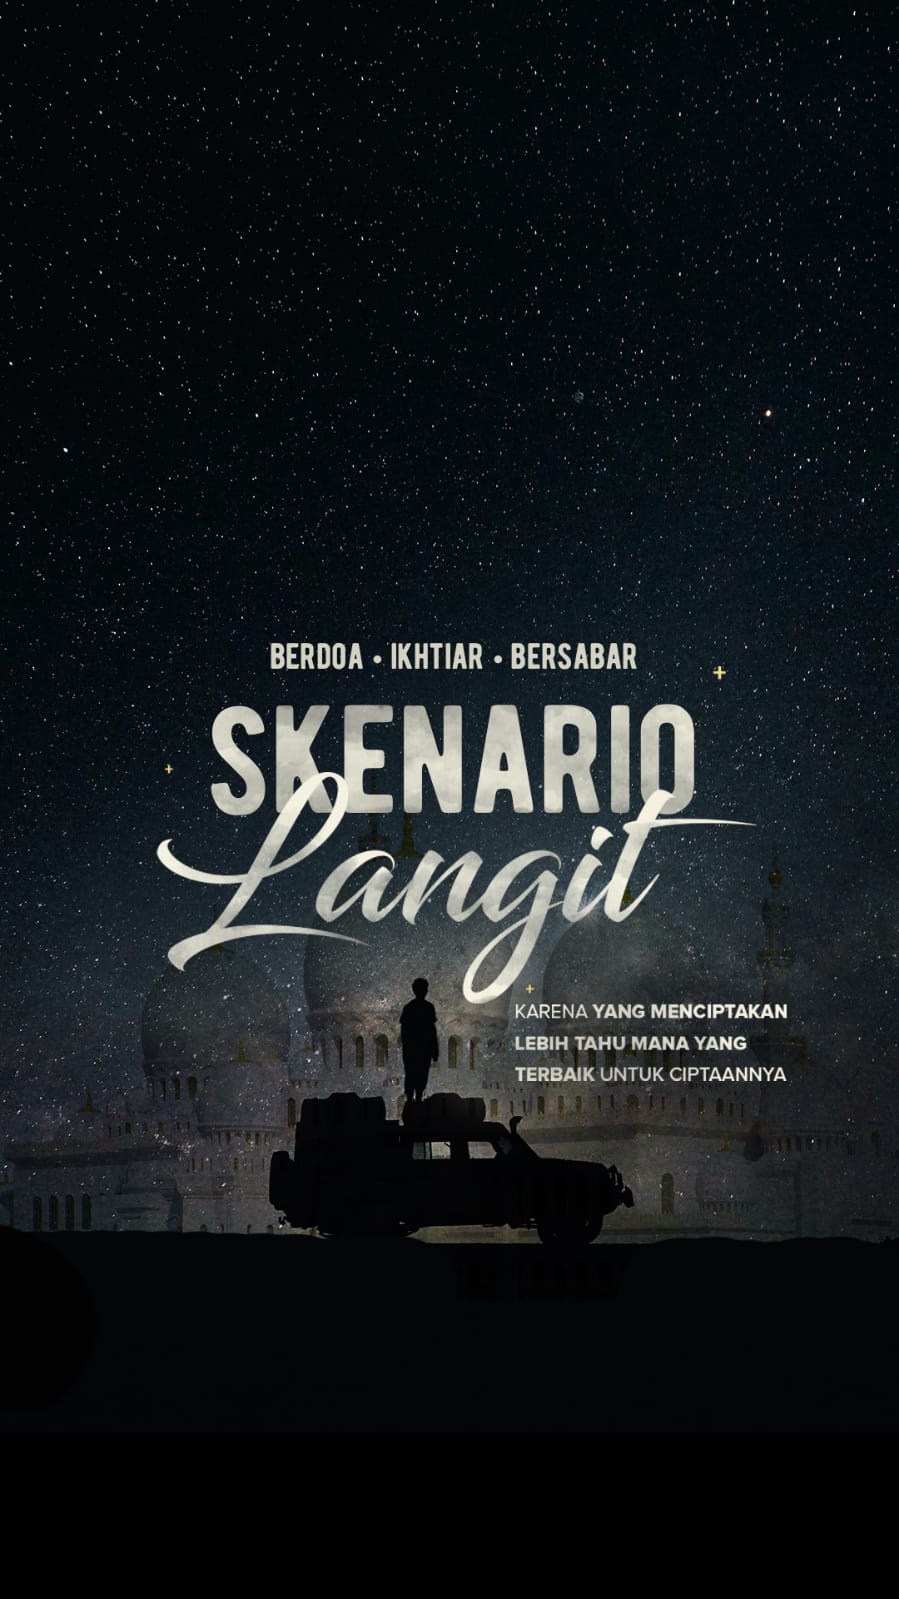 BERDOA • IKHTIAR • BERSABAR
SKENARIO
Langit
KARENA YANG MENCIPTAKAN
LEBIH TAHU MANA YANG
TERBAIK UNTUK CIPTAANNYA